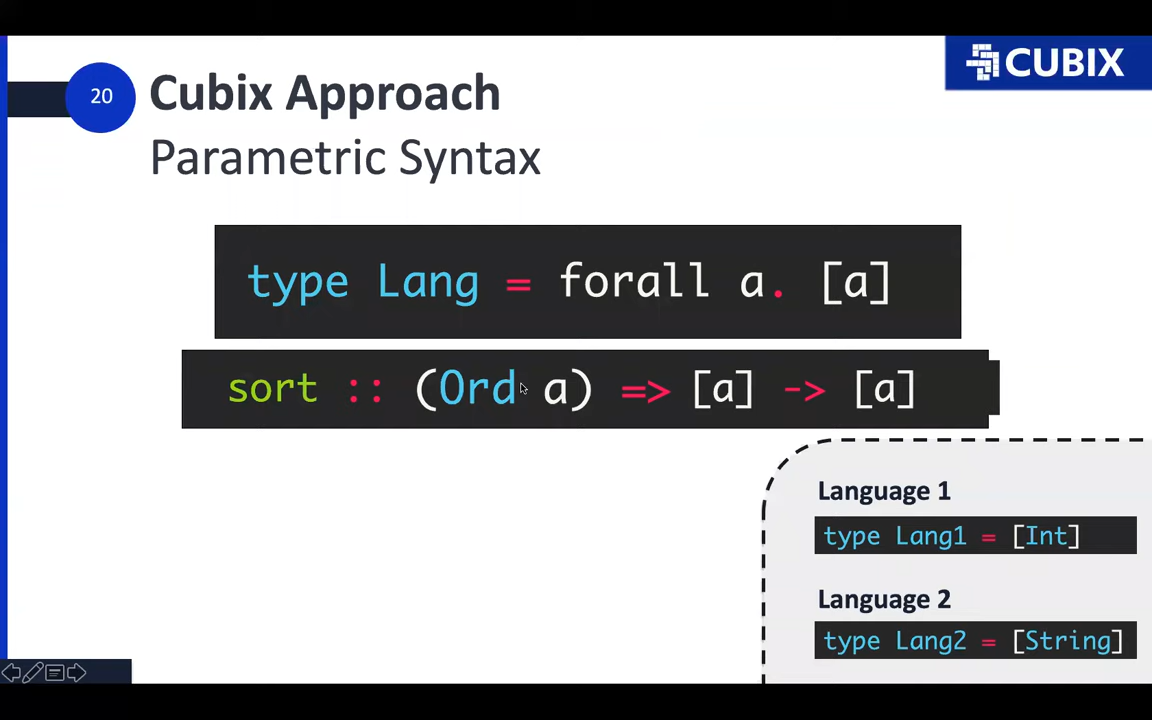 20
Cubix Approach
CUBIX
Parametric Syntax
type Lang = forall a. [a]
sort :: (Ord a) => [a] -> [a]
Language 1
type Lang1 = [Int]
Language 2
type Lang2 = [String]